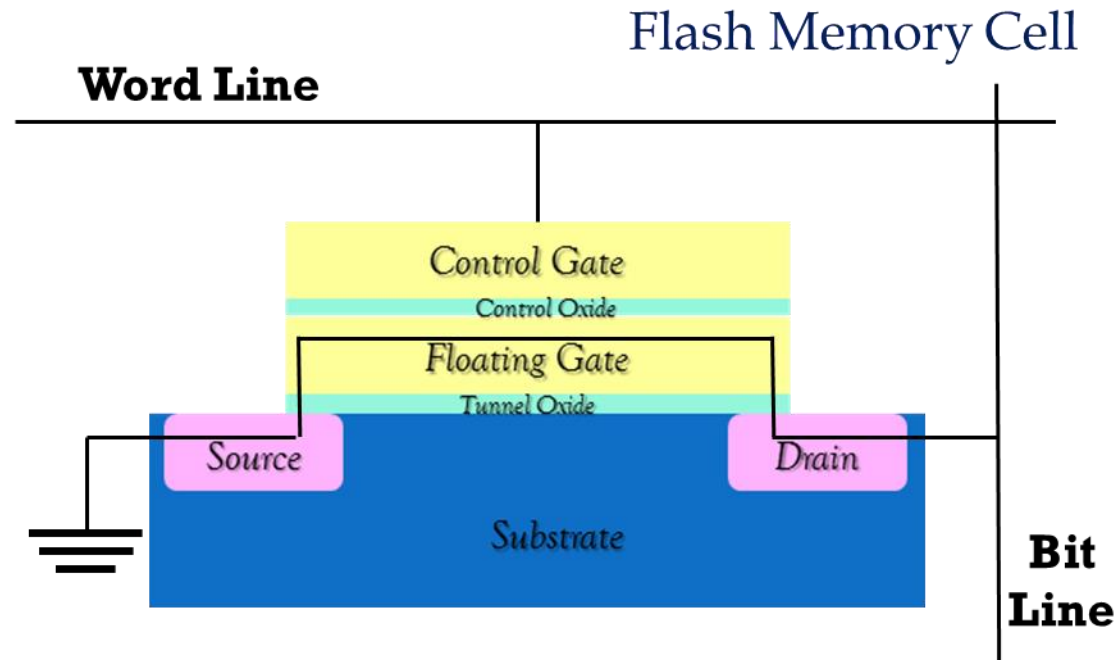 Flash Memory Cell
Word Line
Control Gate
Control Oxide
Floating Gate
Tunnel Oxide
Source
Drain
Substrate
Bit
Line